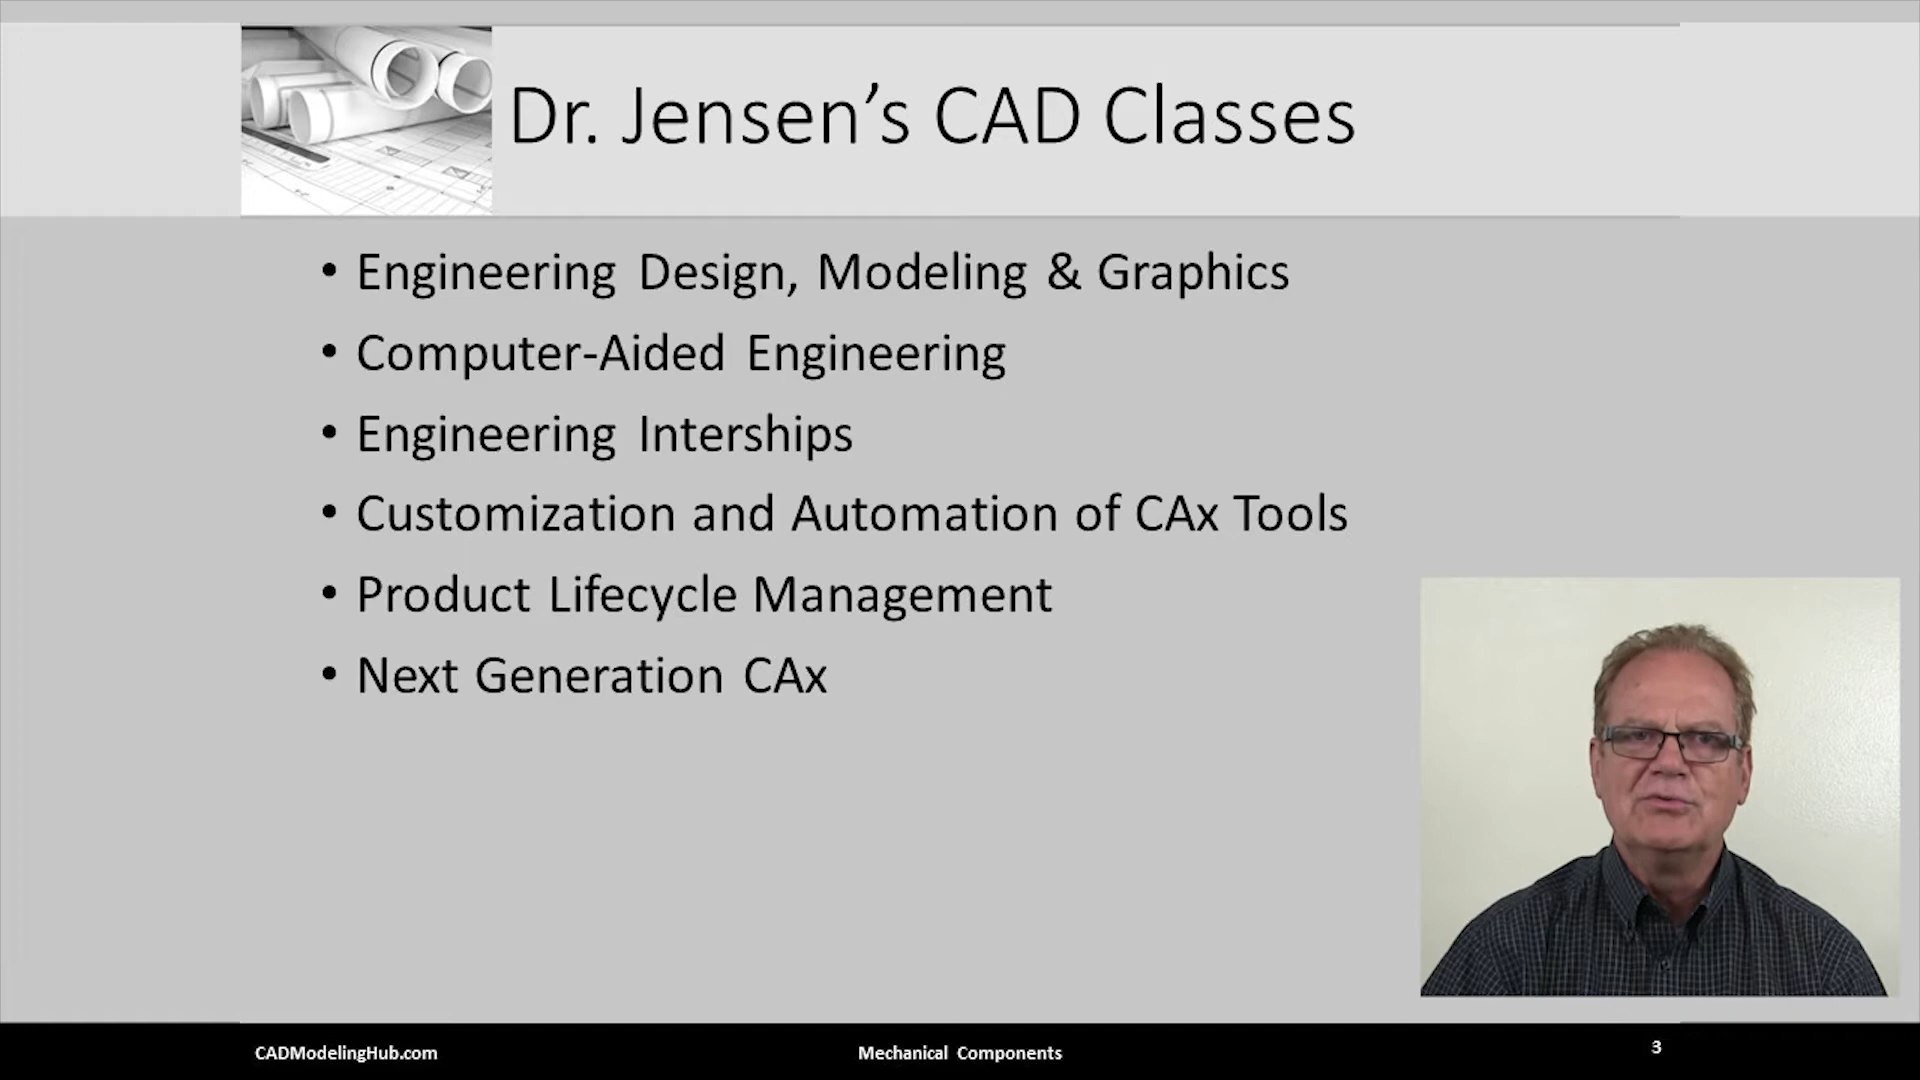 Dr. Jensen’s CAD Classes
• Engineering Design, Modeling & Graphics
• Computer-Aided Engineering
• Engineering Interships
• Customization and Automation of CAx Tools
• Product Lifecycle Management
• Next Generation CAx
CADModelingHub.com
Mechanical Components
3